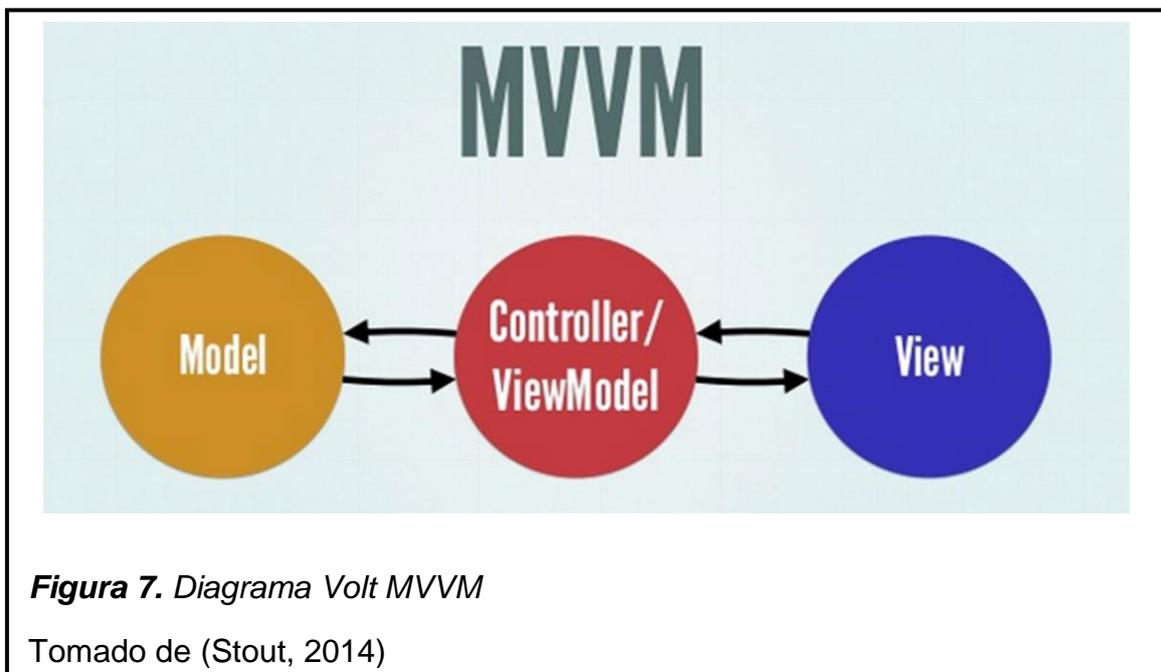 MVVM
Model
Controller/
ViewModel
View
Figura 7. Diagrama Volt MVVM
Tomado de (Stout, 2014)